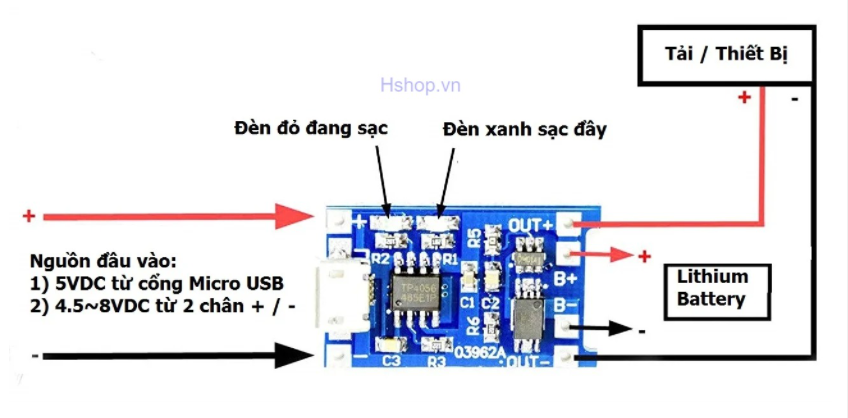 Tải / Thiết Bị
Hshop.vn
+ -
Đèn đỏ đang sạc
Đèn xanh sạc đầy
+
+
OUT+
R5
+
Nguồn đầu vào:
1) 5VDC từ cổng Micro USB
2) 4.5~8VDC từ 2 chân + / -
R2
R1
B+
Lithium
Battery
TP4056
485E1P
C1
C2
B-
R6
-
-
-
C3
R3
03962A
OUT-